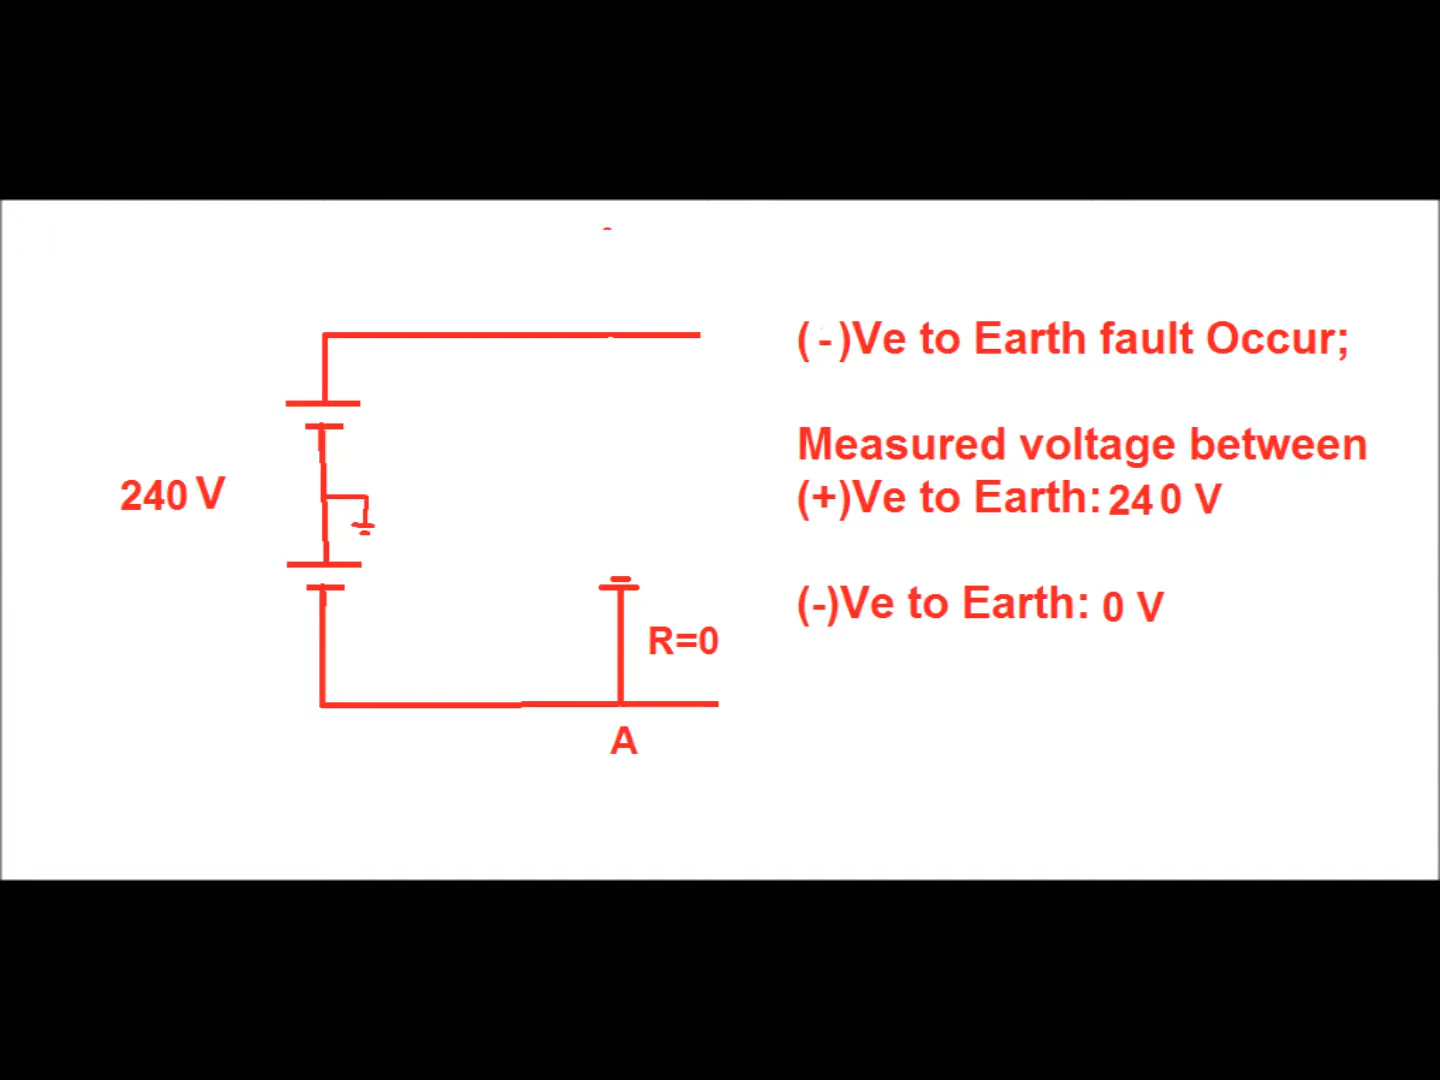 (-)Ve to Earth fault Occur;
Measured voltage between
(+)Ve to Earth: 240 V
240 V
(-)Ve to Earth: 0 V
R=0
A